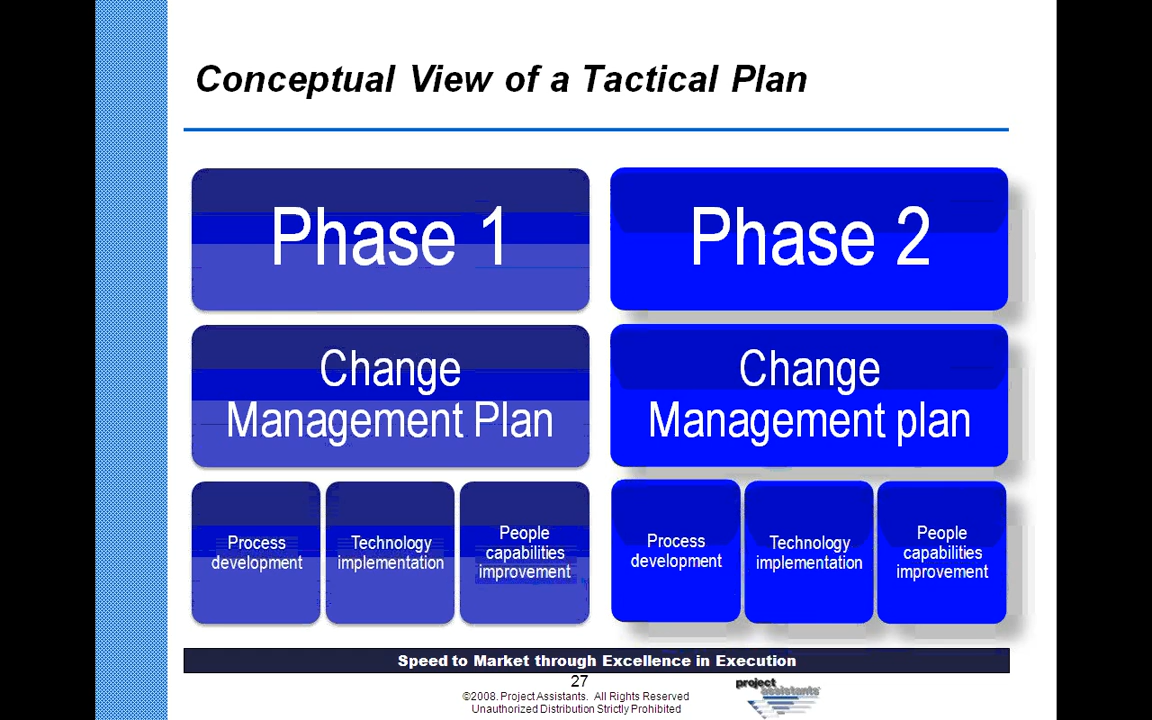 Conceptual View of a Tactical Plan
Phase 1
Phase 2
Change
Management Plan
Change
Management plan
Process
development
Technology
implementation
People
capabilities
improvement
Process
development
Technology
implementation
People
capabilities
improvement
Speed to Market through Excellence in Execution
27
©2008. Project Assistants. All Rights Reserved
Unauthorized Distribution Strictly Prohibited
project
assistants